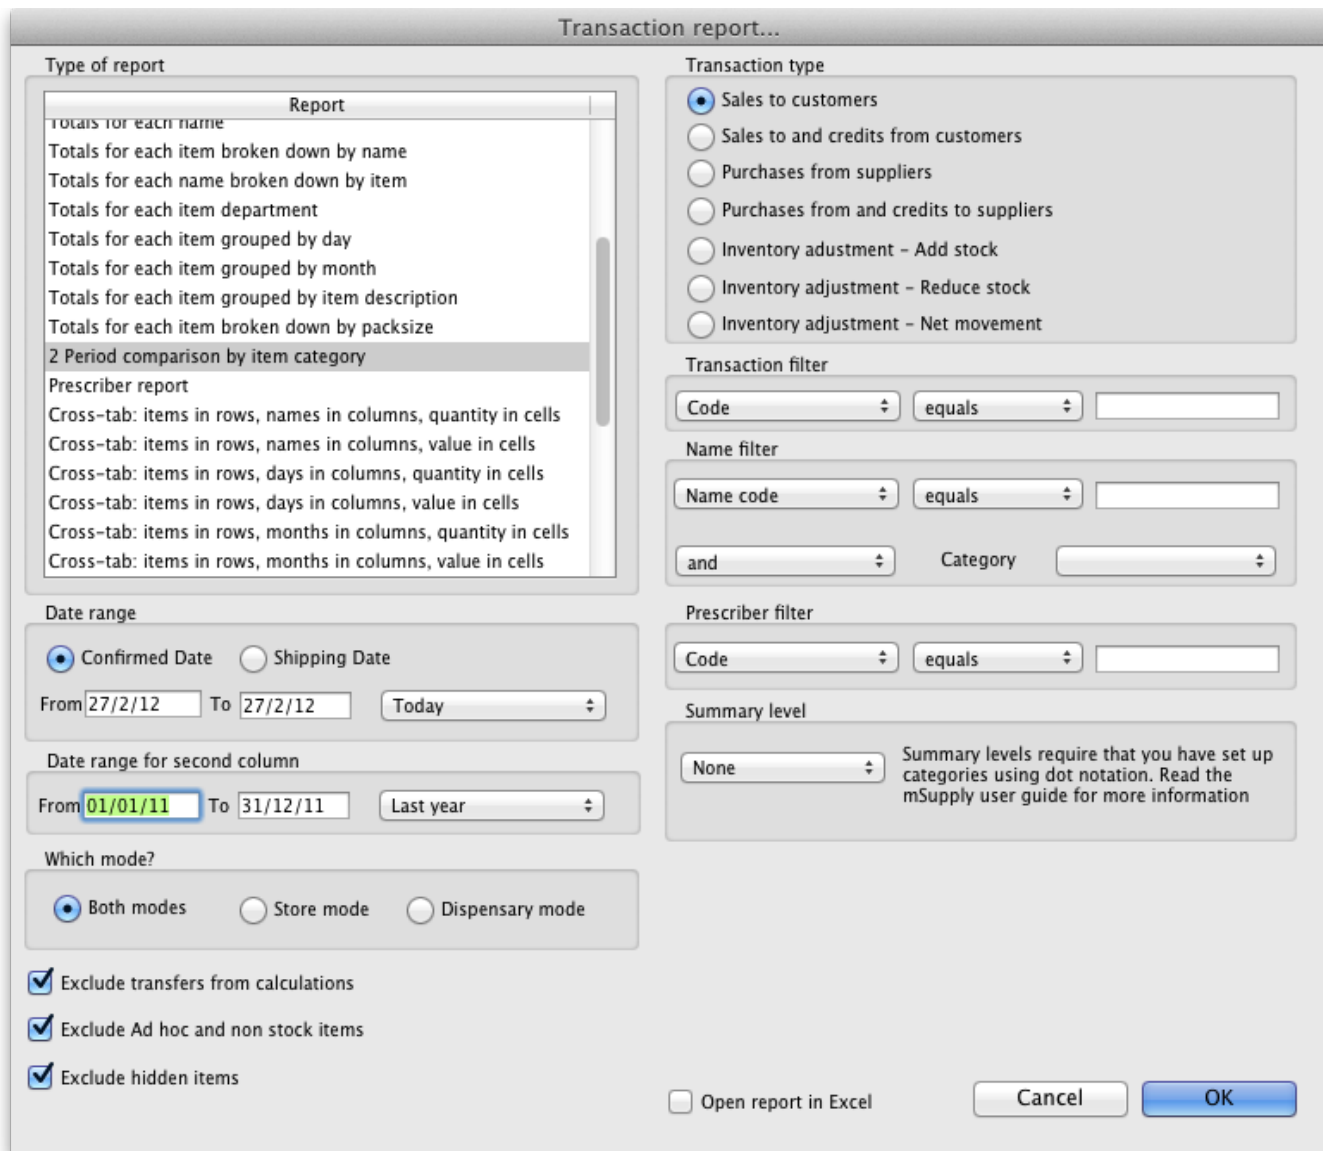 Transaction report...
Type of report
Report
Totals for each name
Totals for each item broken down by name
Totals for each name broken down by item
Totals for each item department
Totals for each item grouped by day
Totals for each item grouped by month
Totals for each item grouped by item description
Totals for each item broken down by packsize
2 Period comparison by item category
Prescriber report
Cross-tab: items in rows, names in columns, quantity in cells
Cross-tab: items in rows, names in columns, value in cells
Cross-tab: items in rows, days in columns, quantity in cells
Cross-tab: items in rows, days in columns, value in cells
Cross-tab: items in rows, months in columns, quantity in cells
Cross-tab: items in rows, months in columns, value in cells
Date range
Confirmed Date Shipping Date
From 27/2/12 To 27/2/12 Today
Date range for second column
From 01/01/11 To 31/12/11 Last year
Which mode?
Both modes Store mode Dispensary mode
Exclude transfers from calculations
Exclude Ad hoc and non stock items
Exclude hidden items
Transaction type
Sales to customers
Sales to and credits from customers
Purchases from suppliers
Purchases from and credits to suppliers
Inventory adustment - Add stock
Inventory adjustment - Reduce stock
Inventory adjustment - Net movement
Transaction filter
Code equals
Name filter
Name code equals
and Category
Prescriber filter
Code equals
Summary level
None
Summary levels require that you have set up
categories using dot notation. Read the
mSupply user guide for more information
Open report in Excel
Cancel OK